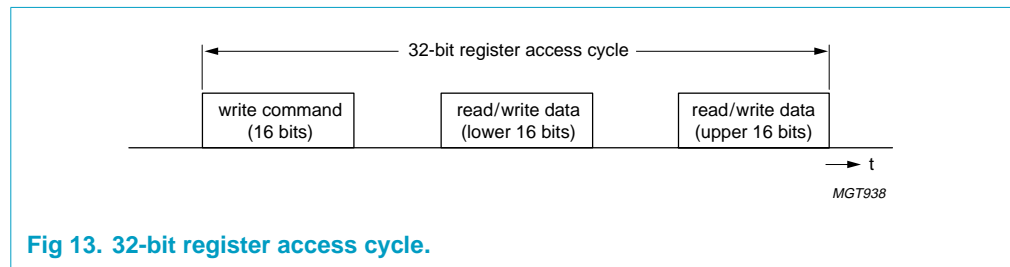 32-bit register access cycle
write command
(16 bits)
read/write data
(lower 16 bits)
read/write data
(upper 16 bits)
t
MGT938
Fig 13. 32-bit register access cycle.